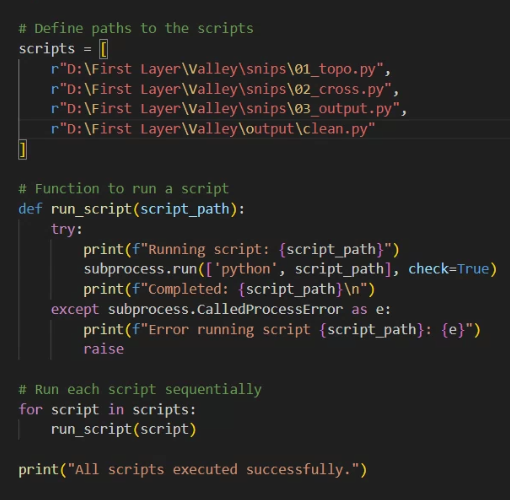 # Define paths to the scripts
scripts = [
    r"D:\First Layer\Valley\snips\01_topo.py",
    r"D:\First Layer\Valley\snips\02_cross.py",
    r"D:\First Layer\Valley\snips\03_output.py",
    r"D:\First Layer\Valley\output\clean.py"
]

# Function to run a script
def run_script(script_path):
    try:
        print(f"Running script: {script_path}")
        subprocess.run(['python', script_path], check=True)
        print(f"Completed: {script_path}\n")
    except subprocess.CalledProcessError as e:
        print(f"Error running script {script_path}: {e}")
        raise

# Run each script sequentially
for script in scripts:
    run_script(script)

print("All scripts executed successfully.")